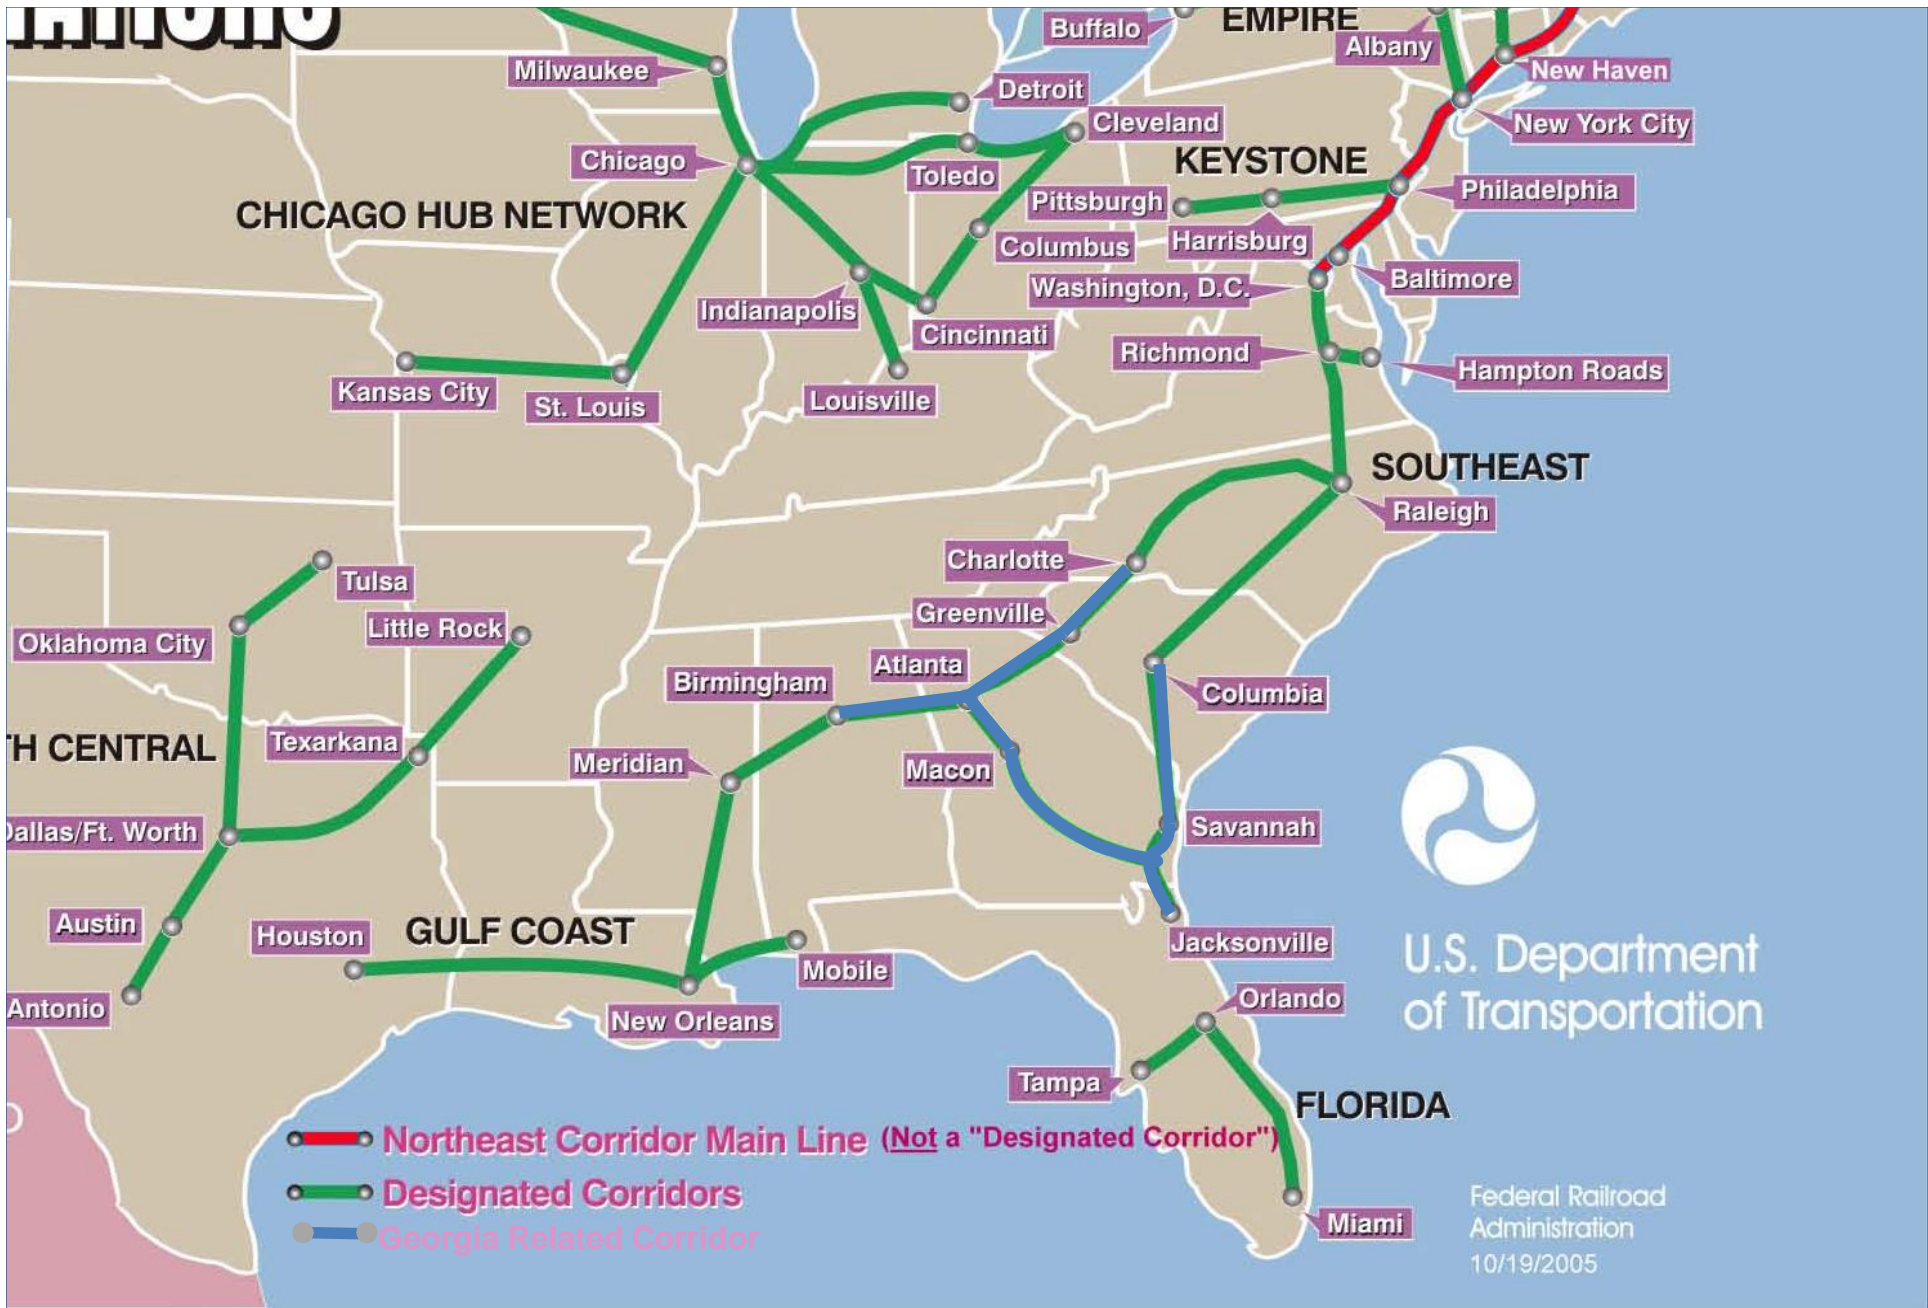 Buffalo
EMPIRE
Albany
Milwaukee
New Haven
Detroit
Cleveland
New York City
Chicago
KEYSTONE
Toledo
Philadelphia
Pittsburgh
CHICAGO HUB NETWORK
Columbus
Harrisburg
Baltimore
Washington, D.C.
Indianapolis
Cincinnati
Richmond
Hampton Roads
Kansas City
St. Louis
Louisville
SOUTHEAST
Raleigh
Charlotte
Tulsa
Greenville
Little Rock
Oklahoma City
Atlanta
Birmingham
Columbia
Texarkana
TH CENTRAL
Meridian
Macon
Dallas/Ft. Worth
Savannah
Austin
Houston
GULF COAST
Jacksonville
Mobile
U.S. Department
of Transportation
Antonio
New Orleans
Orlando
Tampa
FLORIDA
Northeast Corridor Main Line (Not a "Designated Corridor")
Designated Corridors
Georgia Related Corridor
Miami
Federal Railroad
Administration
10/19/2005